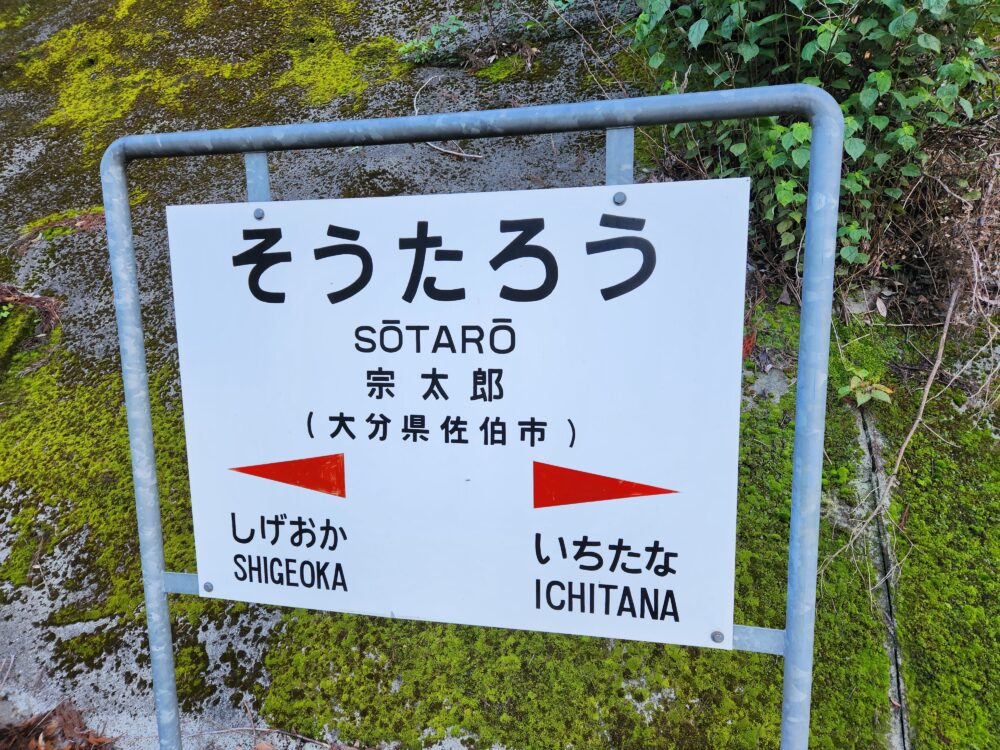 そうたろう
SŌTARŌ
宗太郎
(大分県佐伯市)
しげおか
SHIGEOKA
いちたな
ICHITANA